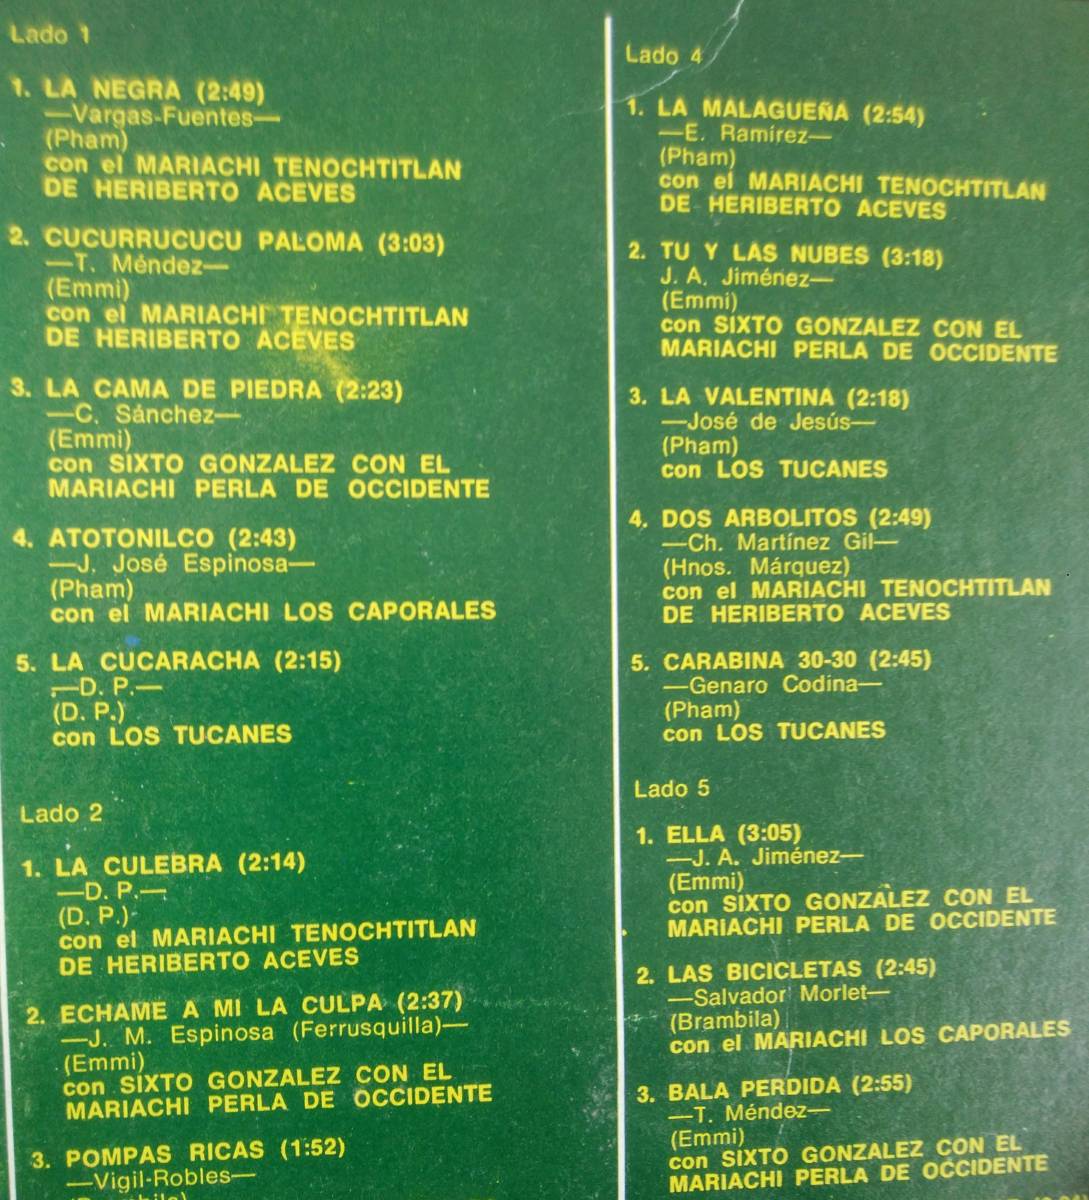 Lado 1
1. LA NEGRA (2:49)
—Vargas-Fuentes—
(Pham)
con el MARIACHI TENOCHTITLAN
DE HERIBERTO ACEVES
2. CUCURRUCUCU PALOMA (3:03)
—T. Méndez—
(Emmi)
con el MARIACHI TENOCHTITLAN
DE HERIBERTO ACEVES
3. LA CAMA DE PIEDRA (2:23)
—C. Sánchez—
(Emmi)
con SIXTO GONZALEZ CON EL
MARIACHI PERLA DE OCCIDENTE
4. ATOTONILCO (2:43)
—J. José Espinosa—
(Pham)
con el MARIACHI LOS CAPORALES
5. LA CUCARACHA (2:15)
—D. P.—
(D. P.)
con LOS TUCANES
Lado 2
1. LA CULEBRA (2:14)
—D. P.—
(D. P.)
con el MARIACHI TENOCHTITLAN
DE HERIBERTO ACEVES
2. ECHAME A MI LA CULPA (2:37)
—J. M. Espinosa (Ferrusquilla)—
(Emmi)
con SIXTO GONZALEZ CON EL
MARIACHI PERLA DE OCCIDENTE
3. POMPAS RICAS (1:52)
—Vigil-Robles—
Lado 4
1. LA MALAGUEÑA (2:54)
—E. Ramírez—
(Pham)
con el MARIACHI TENOCHTITLAN
DE HERIBERTO ACEVES
2. TU Y LAS NUBES (3:18)
J. A. Jiménez—
(Emmi)
con SIXTO GONZALEZ CON EL
MARIACHI PERLA DE OCCIDENTE
3. LA VALENTINA (2:18)
—José de Jesús—
(Pham)
con LOS TUCANES
4. DOS ARBOLITOS (2:49)
—Ch. Martínez Gil—
(Hnos. Márquez)
con el MARIACHI TENOCHTITLAN
DE HERIBERTO ACEVES
5. CARABINA 30-30 (2:45)
—Genaro Codina—
(Pham)
con LOS TUCANES
Lado 5
1. ELLA (3:05)
—J. A. Jiménez—
(Emmi)
con SIXTO GONZALEZ CON EL
MARIACHI PERLA DE OCCIDENTE
2. LAS BICICLETAS (2:45)
—Salvador Morlet—
(Brambila)
con el MARIACHI LOS CAPORALES
3. BALA PERDIDA (2:55)
—T. Méndez—
(Emmi)
con SIXTO GONZALEZ CON EL
MARIACHI PERLA DE OCCIDENTE